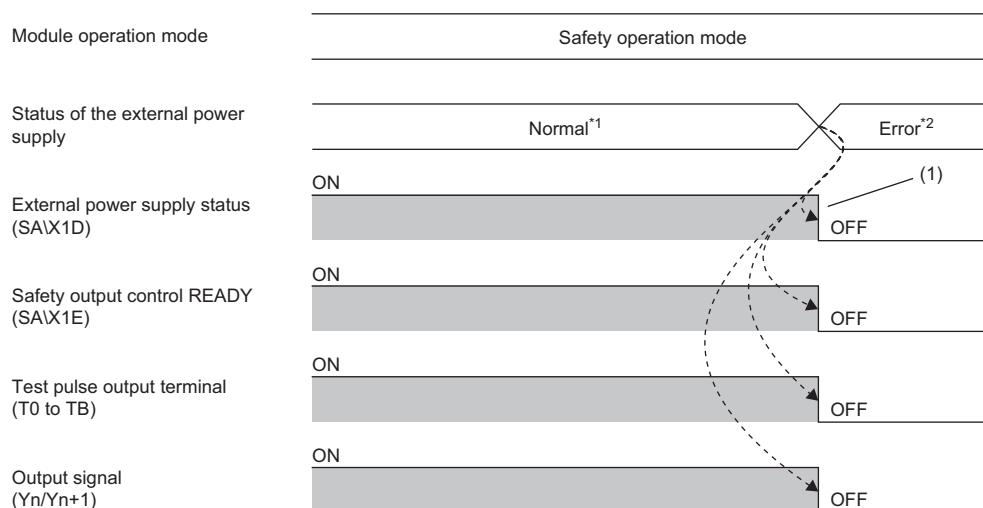 Module operation mode
Safety operation mode
Status of the external power
supply
Normal*1
Error*2
ON
(1)
External power supply status
(SA\X1D)
OFF
ON
Safety output control READY
(SA\X1E)
OFF
ON
Test pulse output terminal
(T0 to TB)
OFF
ON
Output signal
(Yn/Yn+1)
OFF